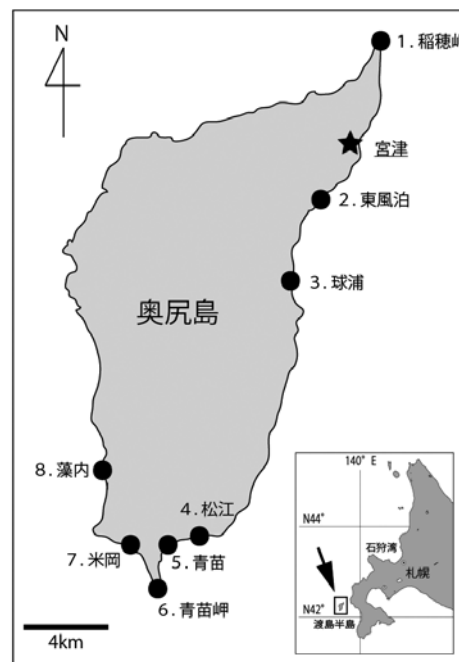 N
1.稲穂岬
宮津
2.東風泊
3.球浦
奥尻島
8.藻内
4.松江
7.米岡
5.青苗
6.青苗岬
4km
140° E
N44°
石狩湾
札幌
N42°
渡島半島